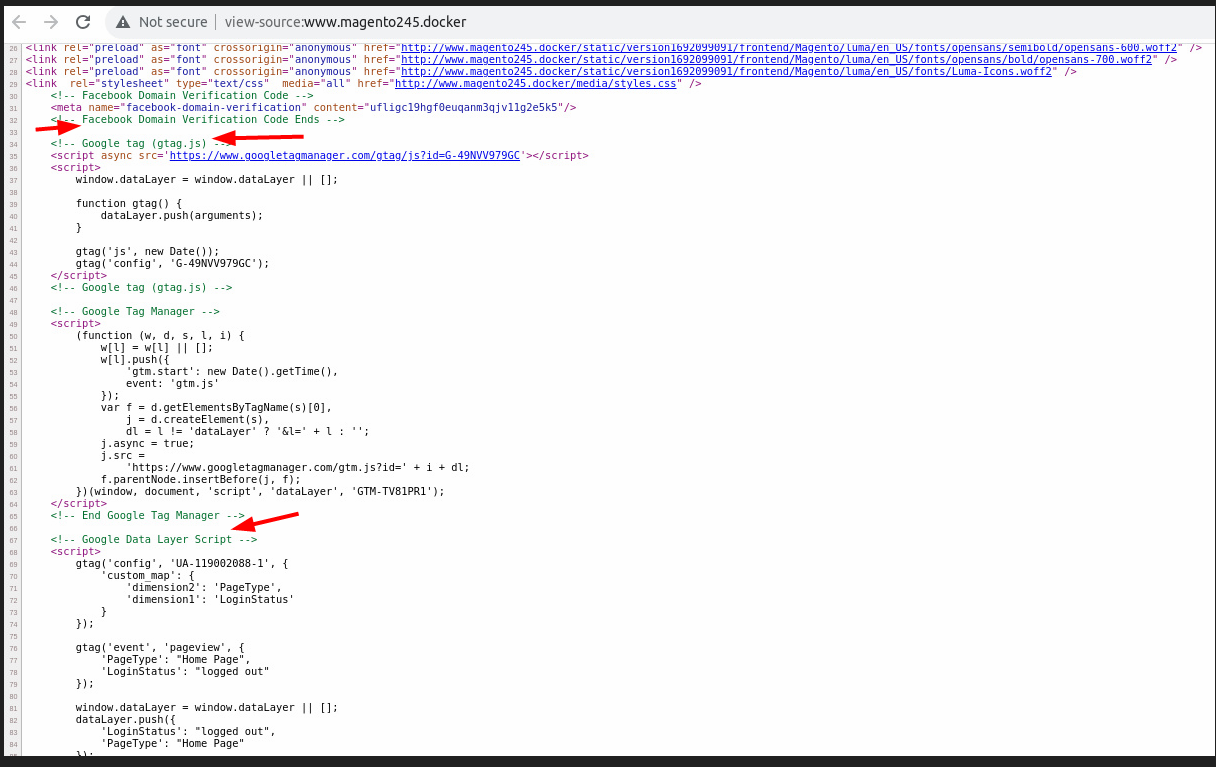 Not secure | view-source:www.magento245.docker
26 <link rel="preload" as="font" crossorigin="anonymous" href="http://www.magento245.docker/static/version1692099091/frontend/Magento/luma/en_US/fonts/opensans/semibold/opensans-600.woff2" />
27 <link rel="preload" as="font" crossorigin="anonymous" href="http://www.magento245.docker/static/version1692099091/frontend/Magento/luma/en_US/fonts/opensans/bold/opensans-700.woff2" />
28 <link rel="preload" as="font" crossorigin="anonymous" href="http://www.magento245.docker/static/version1692099091/frontend/Magento/luma/en_US/fonts/Luma-Icons.woff2" />
29 <link  rel="stylesheet" type="text/css"  media="all" href="http://www.magento245.docker/media/styles.css" />
30     <!-- Facebook Domain Verification Code -->
31     <meta name="facebook-domain-verification" content="ufligc19hgf0euqanm3qjv11g2e5k5"/>
32     <!-- Facebook Domain Verification Code Ends -->
33
34     <!-- Google tag (gtag.js) -->
35     <script async src='https://www.googletagmanager.com/gtag/js?id=G-49NVV979GC'></script>
36     <script>
37         window.dataLayer = window.dataLayer || [];
38
39         function gtag() {
40             dataLayer.push(arguments);
41         }
42
43         gtag('js', new Date());
44         gtag('config', 'G-49NVV979GC');
45     </script>
46     <!-- Google tag (gtag.js) -->
47
48     <!-- Google Tag Manager -->
49     <script>
50         (function (w, d, s, l, i) {
51             w[l] = w[l] || [];
52             w[l].push({
53                 'gtm.start': new Date().getTime(),
54                 event: 'gtm.js'
55             });
56             var f = d.getElementsByTagName(s)[0],
57                 j = d.createElement(s),
58                 dl = l != 'dataLayer' ? '&l=' + l : '';
59             j.async = true;
60             j.src =
61                 'https://www.googletagmanager.com/gtm.js?id=' + i + dl;
62             f.parentNode.insertBefore(j, f);
63         })(window, document, 'script', 'dataLayer', 'GTM-TV81PR1');
64     </script>
65     <!-- End Google Tag Manager -->
66
67     <!-- Google Data Layer Script -->
68     <script>
69         gtag('config', 'UA-119002088-1', {
70             'custom_map': {
71                 'dimension2': 'PageType',
72                 'dimension1': 'LoginStatus'
73             }
74         });
75
76         gtag('event', 'pageview', {
77             'PageType': "Home Page",
78             'LoginStatus': "logged out"
79         });
80
81         window.dataLayer = window.dataLayer || [];
82         dataLayer.push({
83             'LoginStatus': "logged out",
84             'PageType': "Home Page"
85         });